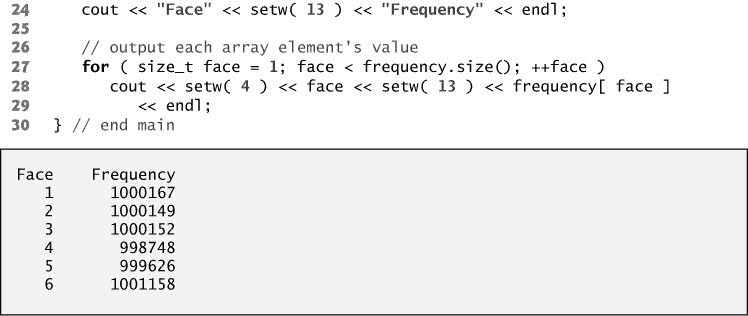 24 cout << "Face" << setw( 13 ) << "Frequency" << endl;
25
26 // output each array element's value
27 for ( size_t face = 1; face < frequency.size(); ++face )
28 cout << setw( 4 ) << face << setw( 13 ) << frequency[ face ]
29 << endl;
30 } // end main
Face Frequency
1 1000167
2 1000149
3 1000152
4 998748
5 999626
6 1001158